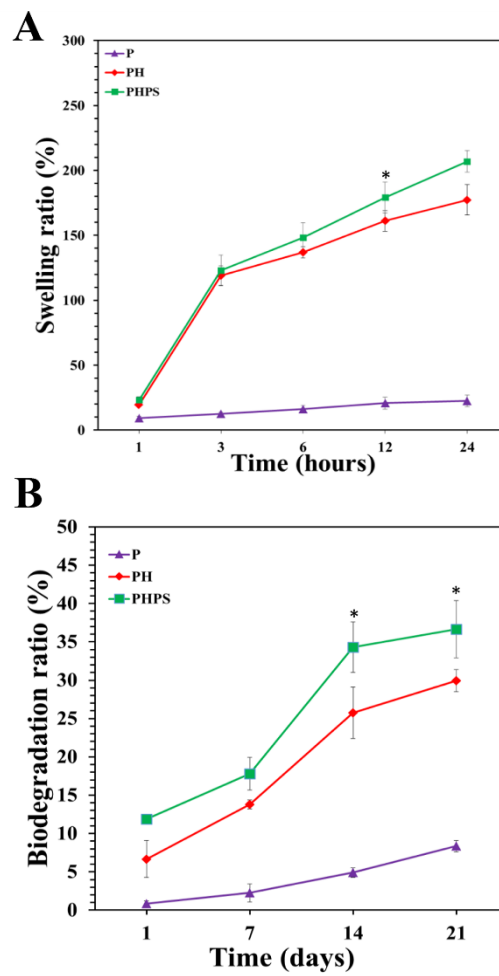 A
300
250
200
150
100
50
0
Swelling ratio (%)
P
PH
PHPS
*
1 3 6 12 24
Time (hours)
B
50
45
40
35
30
25
20
15
10
5
0
Biodegradation ratio (%)
P
PH
PHPS
* *
1 7 14 21
Time (days)